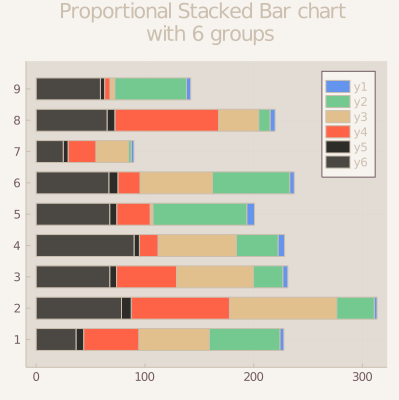 Proportional Stacked Bar chart
with 6 groups
9
8
7
6
5
4
3
2
1
y1
y2
y3
y4
y5
y6
0 100 200 300